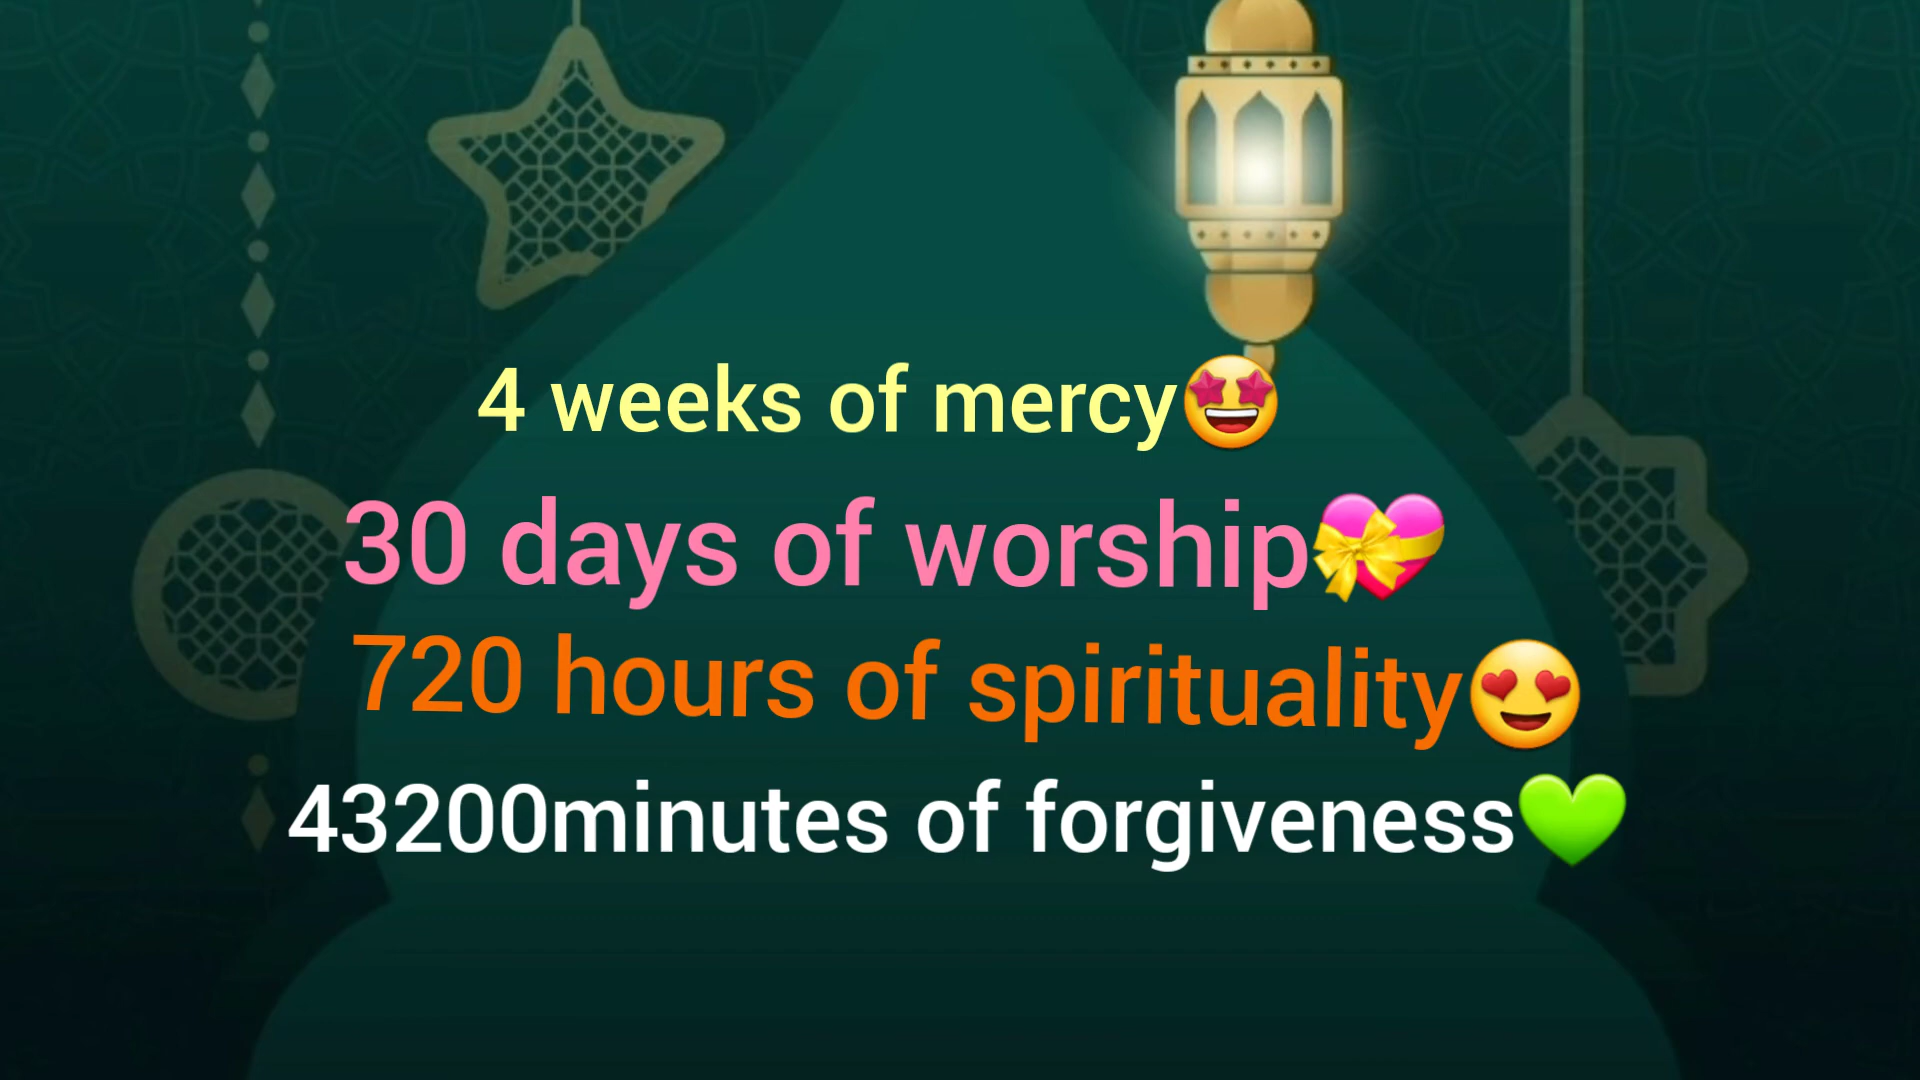 4 weeks of mercy🤩
30 days of worship💝
720 hours of spirituality😍
43200minutes of forgiveness💚